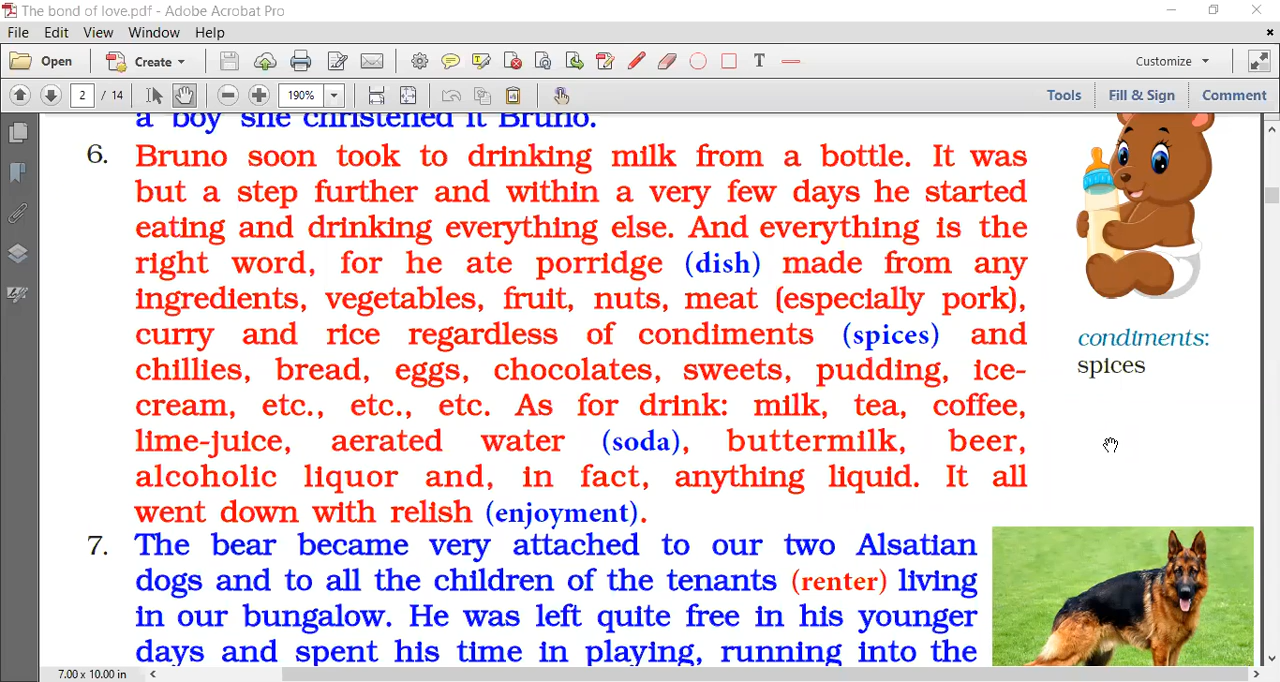 The bond of love.pdf - Adobe Acrobat Pro
File Edit View Window Help
Open Create Customize
2 / 14 190% Tools Fill & Sign Comment
a 'boy' she christened it Bruno.
6. Bruno soon took to drinking milk from a bottle. It was
but a step further and within a very few days he started
eating and drinking everything else. And everything is the
right word, for he ate porridge (dish) made from any
ingredients, vegetables, fruit, nuts, meat (especially pork),
curry and rice regardless of condiments (spices) and
chillies, bread, eggs, chocolates, sweets, pudding, ice-
cream, etc., etc., etc. As for drink: milk, tea, coffee,
lime-juice, aerated water (soda), buttermilk, beer,
alcoholic liquor and, in fact, anything liquid. It all
went down with relish (enjoyment).
condiments:
spices
7. The bear became very attached to our two Alsatian
dogs and to all the children of the tenants (renter) living
in our bungalow. He was left quite free in his younger
days and spent his time in playing, running into the
7.00 x 10.00 in